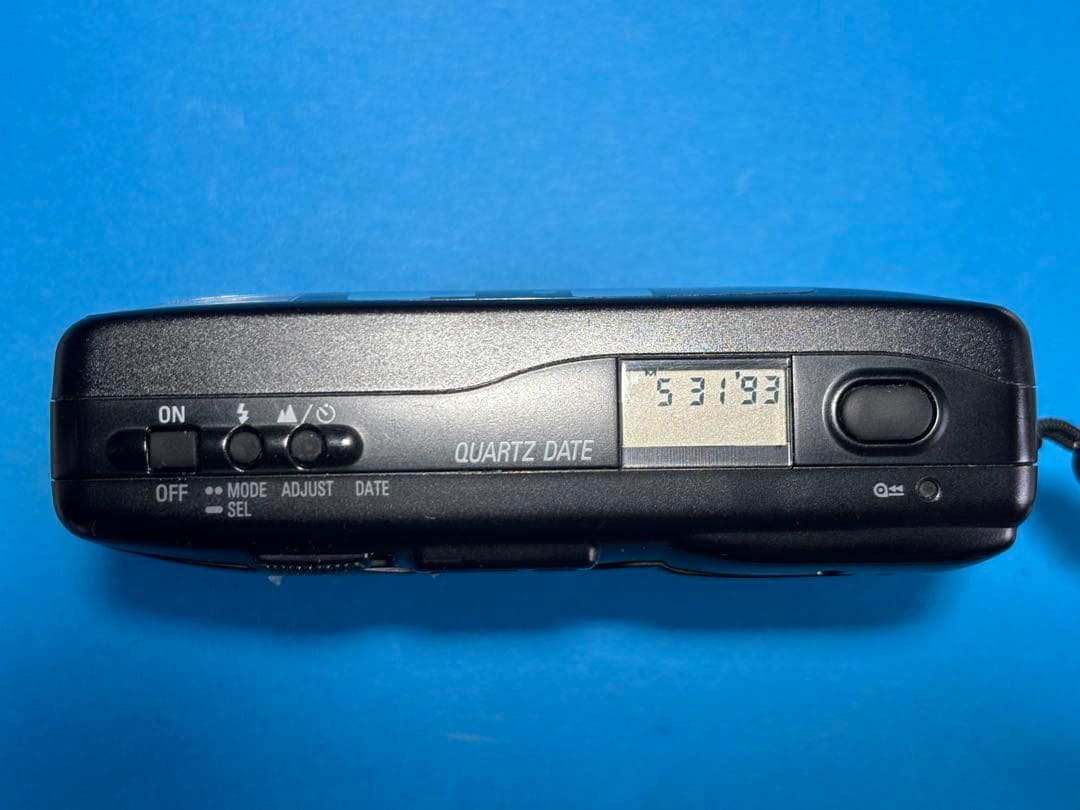 M
5 31 '93
ON
QUARTZ DATE
OFF
MODE ADJUST DATE
SEL